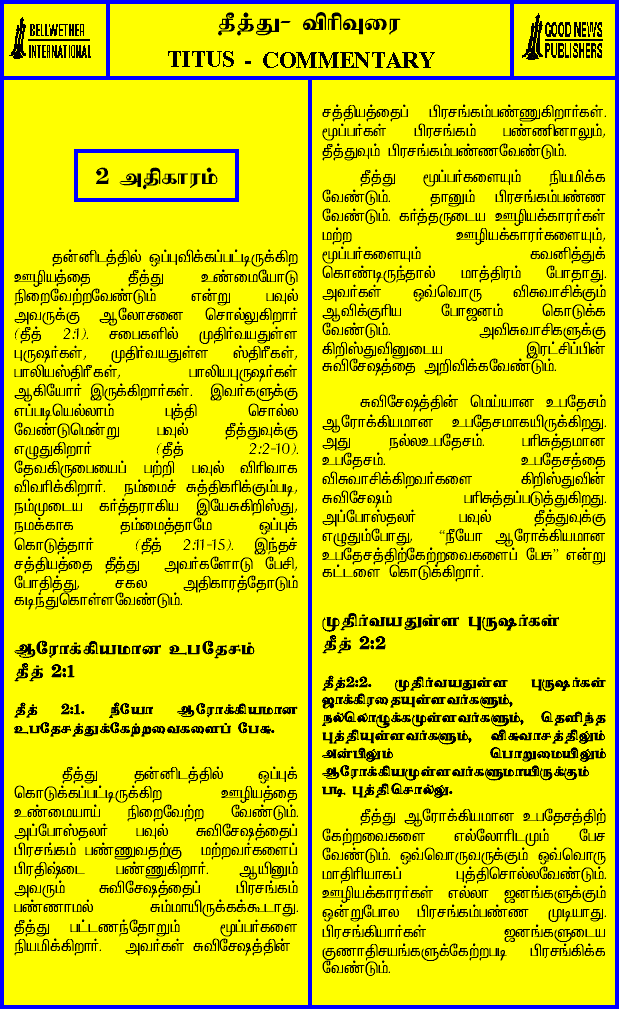 BELLWETHER
INTERNATIONAL
தீத்து- விரிவுரை
TITUS - COMMENTARY
GOOD NEWS
PUBLISHERS
2 அதிகாரம்
தன்னிடத்தில் ஒப்புவிக்கப்பட்டிருக்கிற
ஊழியத்தை தீத்து உண்மையோடு
நிறைவேற்றவேண்டும் என்று பவுல்
அவருக்கு ஆலோசனை சொல்லுகிறார்
(தீத் 2:1). சபைகளில் முதிர்வயதுள்ள
புருஷர்கள், முதிர்வயதுள்ள ஸ்திரீகள்,
பாலியஸ்திரீகள், பாலியபுருஷர்கள்
ஆகியோர் இருக்கிறார்கள். இவர்களுக்கு
எப்படியெல்லாம் புத்தி சொல்ல
வேண்டுமென்று பவுல் தீத்துவுக்கு
எழுதுகிறார் (தீத் 2:2-10).
தேவகிருபையைப் பற்றி பவுல் விரிவாக
விவரிக்கிறார். நம்மைச் சுத்திகரிக்கும்படி,
நம்முடைய கர்த்தராகிய இயேசுகிறிஸ்து,
நமக்காக தம்மைத்தாமே ஒப்புக்
கொடுத்தார் (தீத் 2:11-15). இந்தச்
சத்தியத்தை தீத்து அவர்களோடு பேசி,
போதித்து, சகல அதிகாரத்தோடும்
கடிந்துகொள்ளவேண்டும்.
ஆரோக்கியமான உபதேசம்
தீத் 2:1
தீத் 2:1. நீயோ ஆரோக்கியமான
உபதேசத்துக்கேற்றவைகளைப் பேசு.
தீத்து தன்னிடத்தில் ஒப்புக்
கொடுக்கப்பட்டிருக்கிற ஊழியத்தை
உண்மையாய் நிறைவேற்ற வேண்டும்.
அப்போஸ்தலர் பவுல் சுவிசேஷத்தைப்
பிரசங்கம் பண்ணுவதற்கு மற்றவர்களைப்
பிரதிஷ்டை பண்ணுகிறார். ஆயினும்
அவரும் சுவிசேஷத்தைப் பிரசங்கம்
பண்ணாமல் சும்மாயிருக்கக்கூடாது.
தீத்து பட்டணந்தோறும் மூப்பர்களை
நியமிக்கிறார். அவர்கள் சுவிசேஷத்தின்
சத்தியத்தைப் பிரசங்கம்பண்ணுகிறார்கள்.
மூப்பர்கள் பிரசங்கம் பண்ணினாலும்,
தீத்துவும் பிரசங்கம்பண்ணவேண்டும்.
தீத்து மூப்பர்களையும் நியமிக்க
வேண்டும். தானும் பிரசங்கம்பண்ண
வேண்டும். கர்த்தருடைய ஊழியக்காரர்கள்
மற்ற ஊழியக்காரர்களையும்,
மூப்பர்களையும் கவனித்துக்
கொண்டிருந்தால் மாத்திரம் போதாது.
அவர்கள் ஒவ்வொரு விசுவாசிக்கும்
ஆவிக்குரிய போஜனம் கொடுக்க
வேண்டும். அவிசுவாசிகளுக்கு
கிறிஸ்துவினுடைய இரட்சிப்பின்
சுவிசேஷத்தை அறிவிக்கவேண்டும்.
சுவிசேஷத்தின் மெய்யான உபதேசம்
ஆரோக்கியமான உபதேசமாகயிருக்கிறது.
அது நல்லஉபதேசம். பரிசுத்தமான
உபதேசம். உபதேசத்தை
விசுவாசிக்கிறவர்களை கிறிஸ்துவின்
சுவிசேஷம் பரிசுத்தப்படுத்துகிறது.
அப்போஸ்தலர் பவுல் தீத்துவுக்கு
எழுதும்போது, “நீயோ ஆரோக்கியமான
உபதேசத்திற்கேற்றவைகளைப் பேசு” என்று
கட்டளை கொடுக்கிறார்.
முதிர்வயதுள்ள புருஷர்கள்
தீத் 2:2
தீத்2:2. முதிர்வயதுள்ள புருஷர்கள்
ஜாக்கிரதையுள்ளவர்களும்,
நல்லொழுக்கமுள்ளவர்களும், தெளிந்த
புத்தியுள்ளவர்களும், விசுவாசத்திலும்
அன்பிலும் பொறுமையிலும்
ஆரோக்கியமுள்ளவர்களுமாயிருக்கும்
படி புத்திசொல்லு.
தீத்து ஆரோக்கியமான உபதேசத்திற்
கேற்றவைகளை எல்லோரிடமும் பேச
வேண்டும். ஒவ்வொருவருக்கும் ஒவ்வொரு
மாதிரியாகப் புத்திசொல்லவேண்டும்.
ஊழியக்காரர்கள் எல்லா ஜனங்களுக்கும்
ஒன்றுபோல பிரசங்கம்பண்ண முடியாது.
பிரசங்கியார்கள் ஜனங்களுடைய
குணாதிசயங்களுக்கேற்றபடி பிரசங்கிக்க
வேண்டும்.